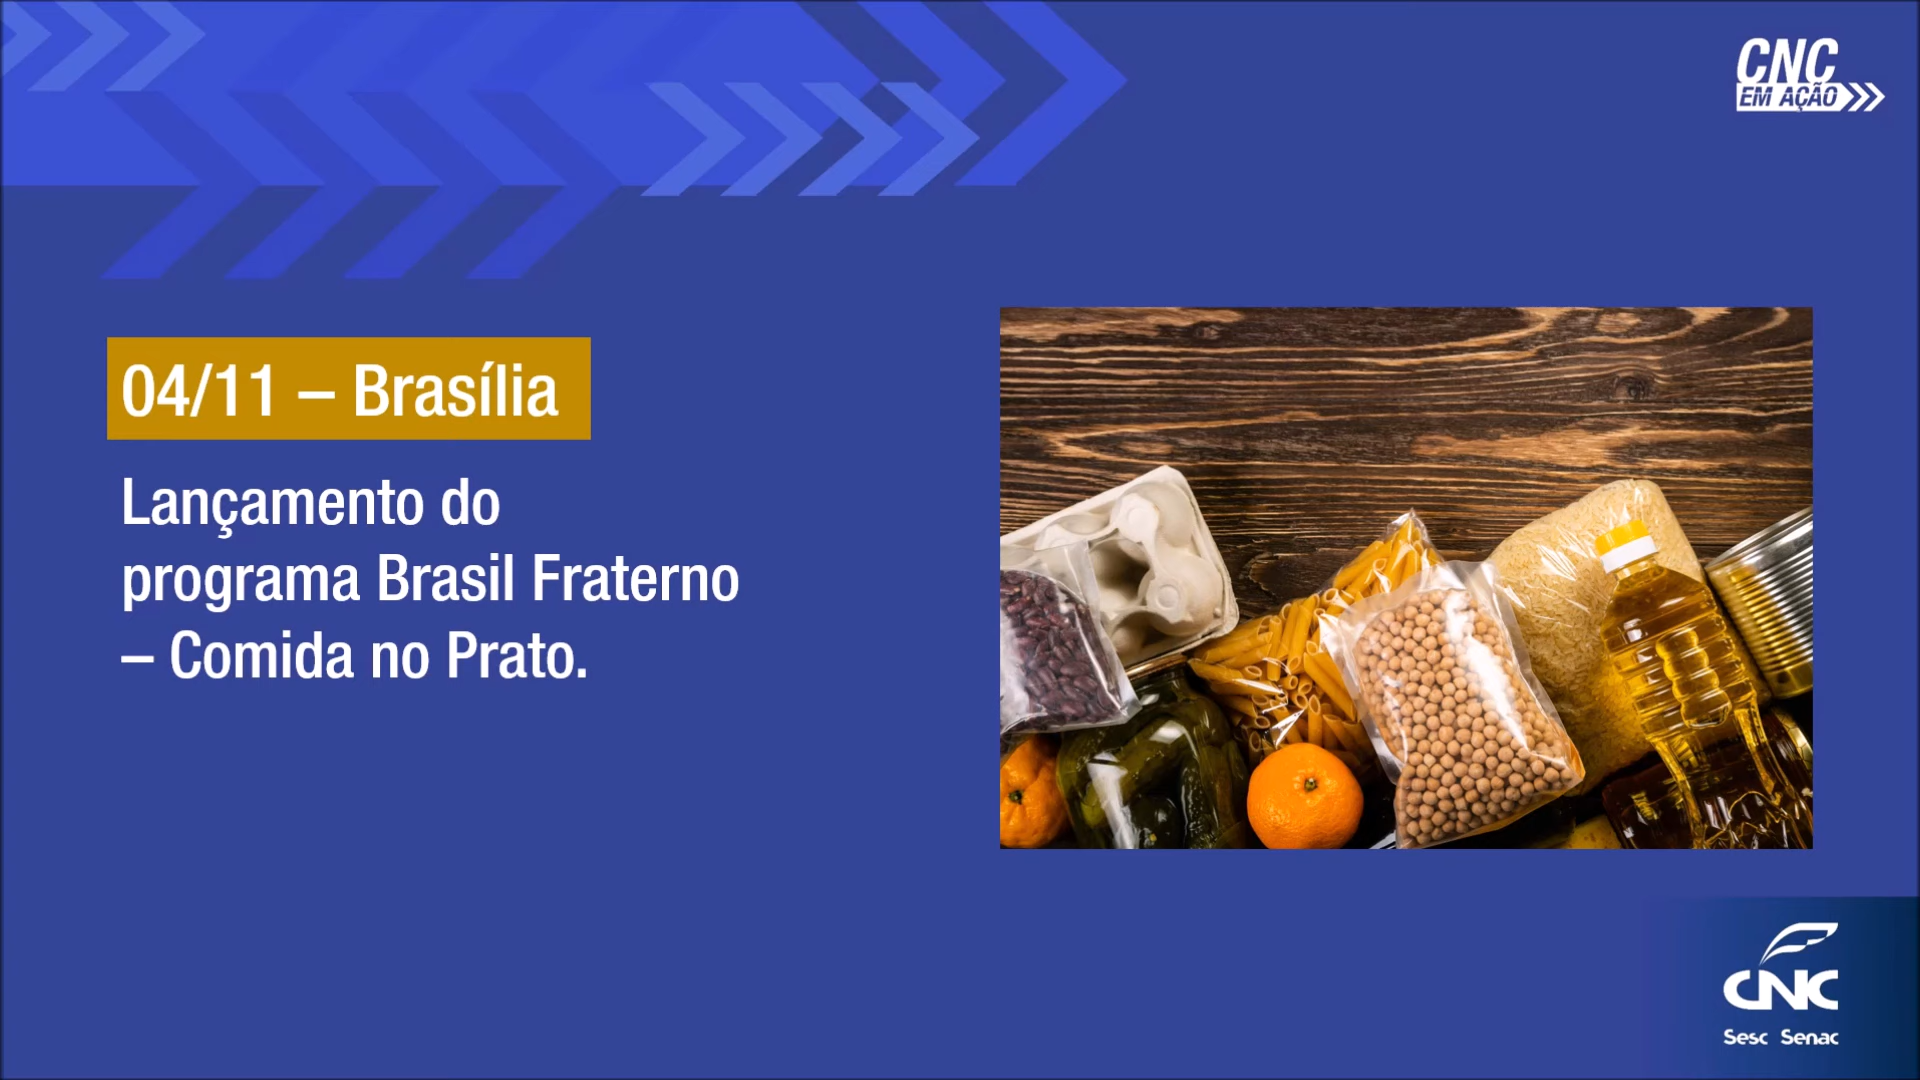 CNC
EM AÇÃO
04/11 – Brasília
Lançamento do
programa Brasil Fraterno
– Comida no Prato.
CNC
Sesc Senac